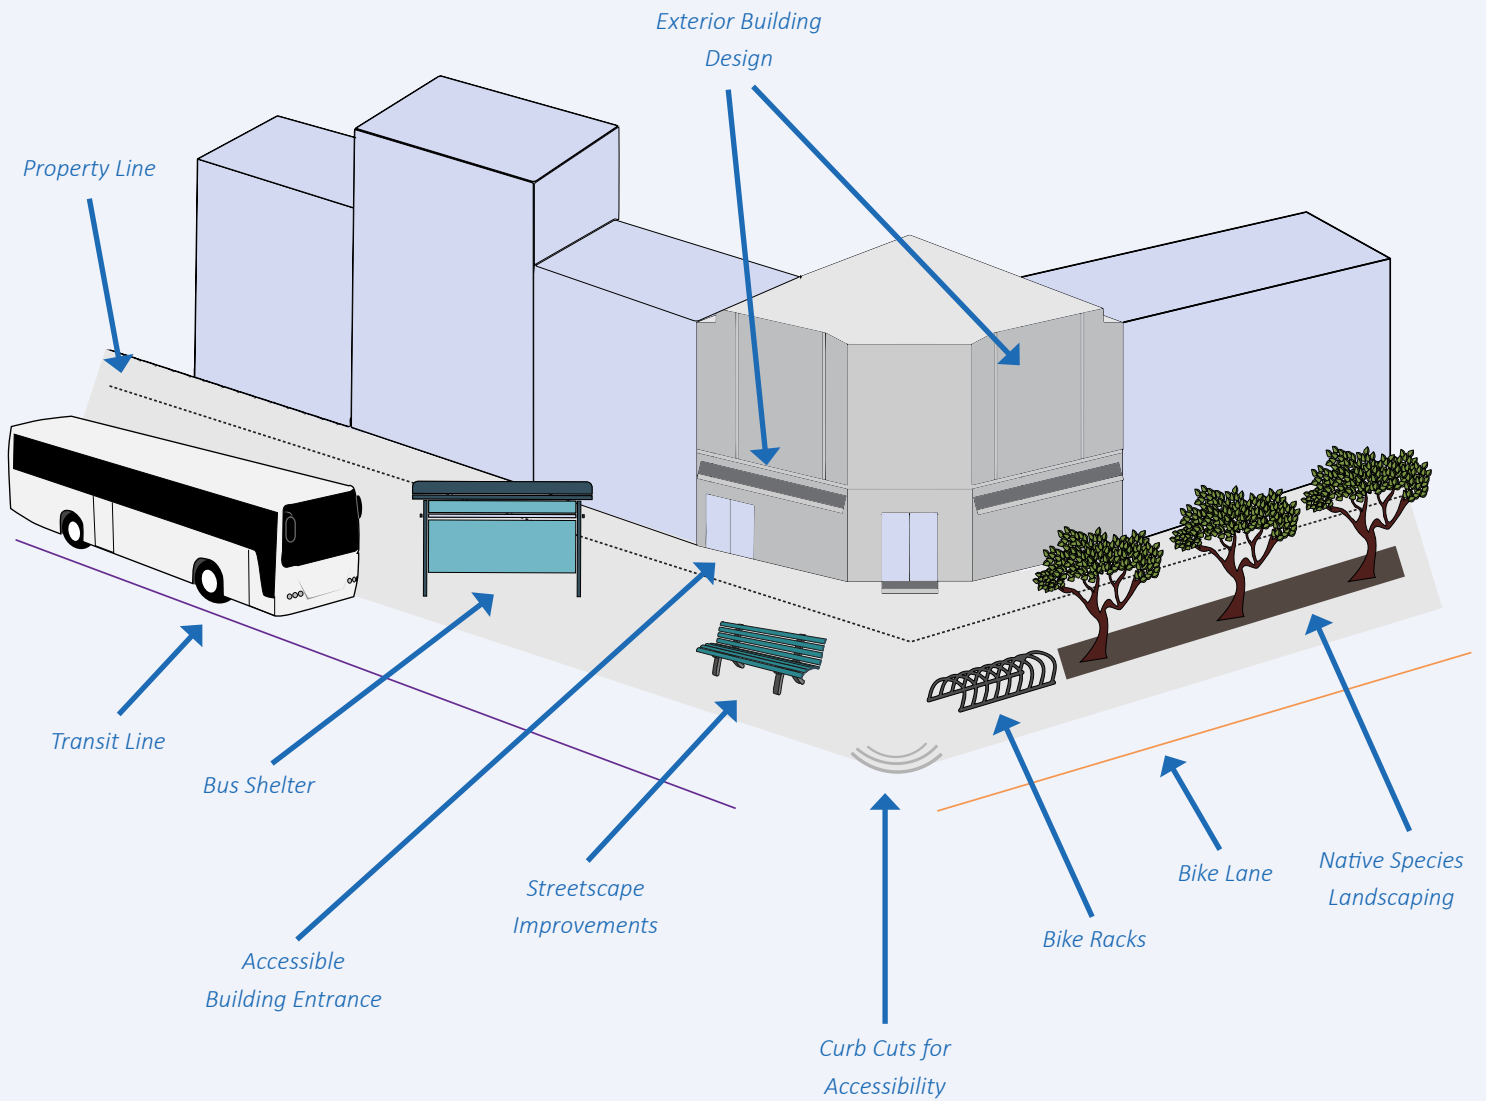 Exterior Building
Design
Property Line
Transit Line
Bus Shelter
Streetscape
Improvements
Accessible
Building Entrance
Curb Cuts for
Accessibility
Bike Racks
Bike Lane
Native Species
Landscaping